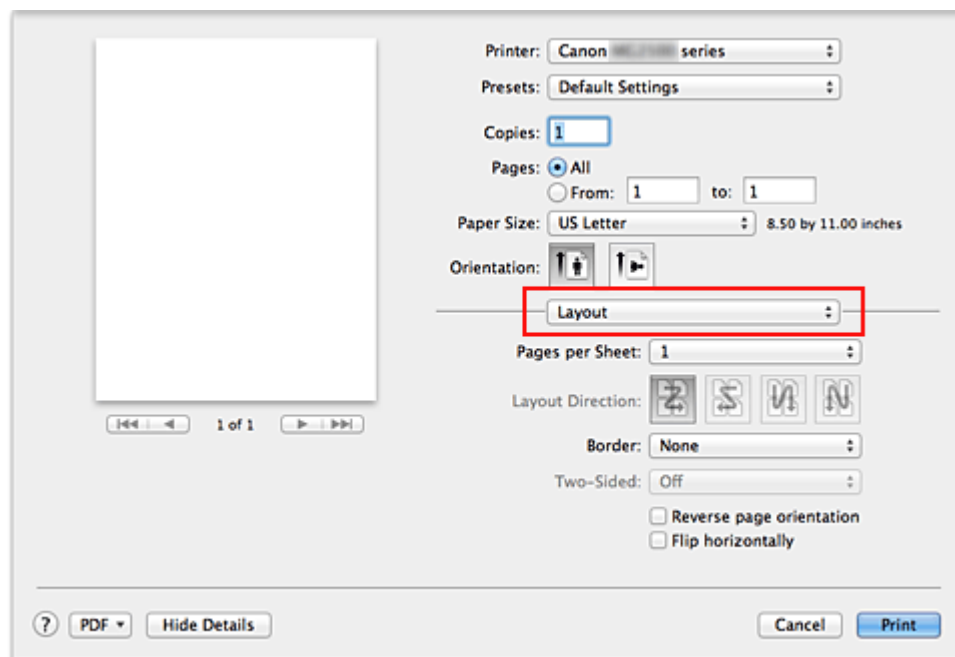 Printer: Canon series
Presets: Default Settings
Copies: 1
Pages: All
From: 1 to: 1
Paper Size: US Letter 8.50 by 11.00 inches
Orientation:
Layout
Pages per Sheet: 1
Layout Direction:
Border: None
Two-Sided: Off
Reverse page orientation
Flip horizontally
1 of 1
? PDF Hide Details Cancel Print